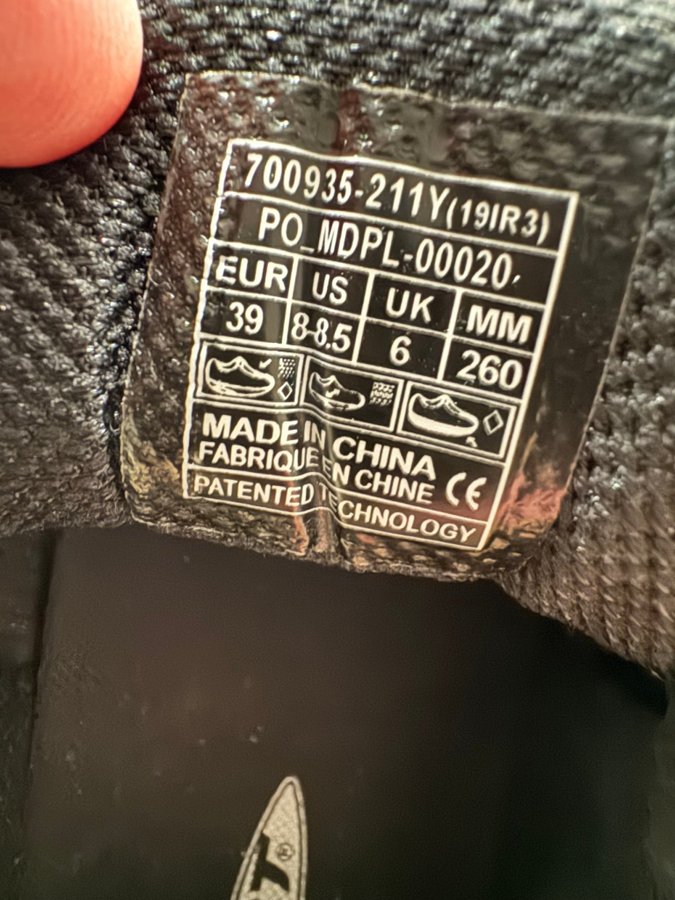 700935-211Y(19IR3)
PO_MDPL-00020
EUR US UK MM
39 8-8.5 6 260
MADE IN CHINA
FABRIQUE EN CHINE CE
PATENTED TECHNOLOGY
T®